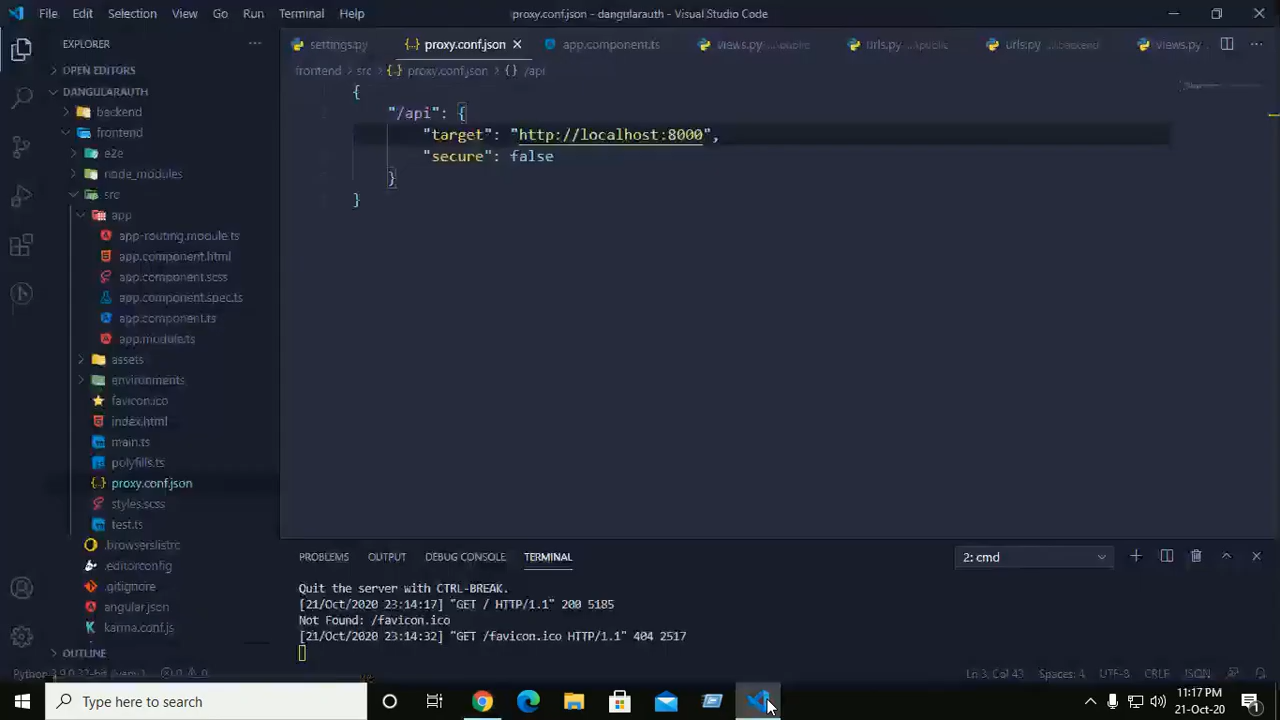 File Edit Selection View Go Run Terminal Help proxy.conf.json - dangularauth - Visual Studio Code
EXPLORER
settings.py
proxy.conf.json
app.component.ts
views.py
urls.py ...\public
urls.py ...\backend
views.py
OPEN EDITORS
frontend > src > proxy.conf.json > /api
DANGULARAUTH
backend
frontend
e2e
node_modules
src
app
app-routing.module.ts
app.component.html
app.component.scss
app.component.spec.ts
app.component.ts
app.module.ts
assets
environments
favicon.ico
index.html
main.ts
polyfills.ts
proxy.conf.json
styles.scss
test.ts
.browserslistrc
.editorconfig
.gitignore
angular.json
karma.conf.js
OUTLINE
{
"/api": {
"target": "http://localhost:8000",
"secure": false
}
}
PROBLEMS OUTPUT DEBUG CONSOLE TERMINAL
2: cmd
Quit the server with CTRL-BREAK.
[21/Oct/2020 23:14:17] "GET / HTTP/1.1" 200 5185
Not Found: /favicon.ico
[21/Oct/2020 23:14:32] "GET /favicon.ico HTTP/1.1" 404 2517
Ln 3, Col 43 Spaces: 4 UTF-8 CRLF JSON
Type here to search
11:17 PM
21-Oct-20